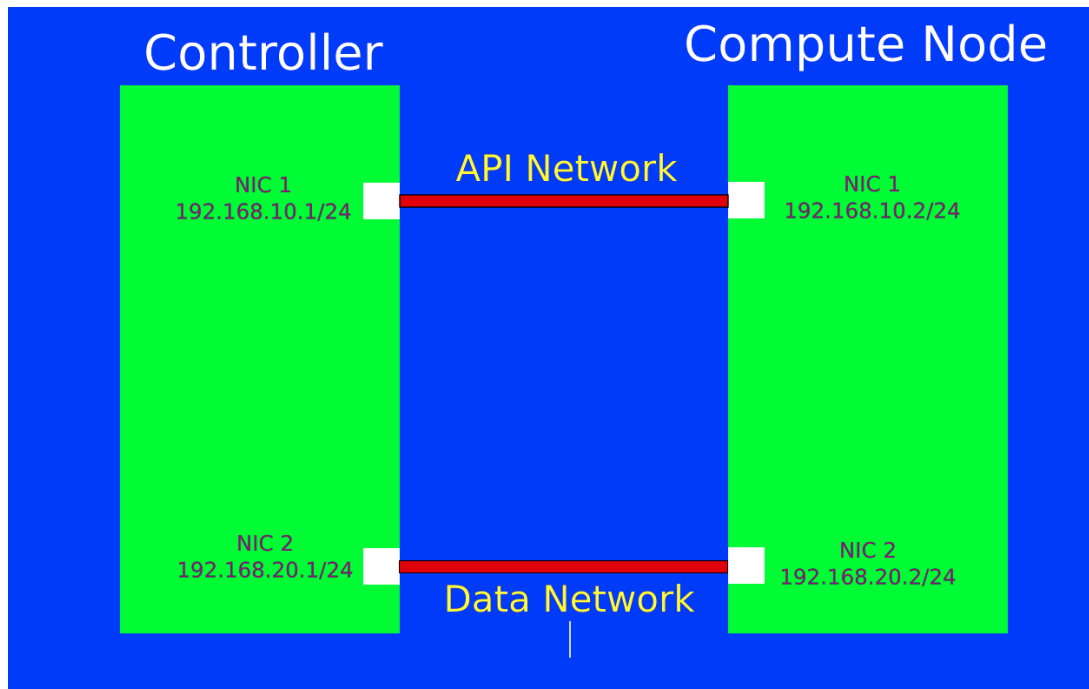 Controller
Compute Node
API Network
NIC 1
192.168.10.1/24
NIC 1
192.168.10.2/24
NIC 2
192.168.20.1/24
NIC 2
192.168.20.2/24
Data Network